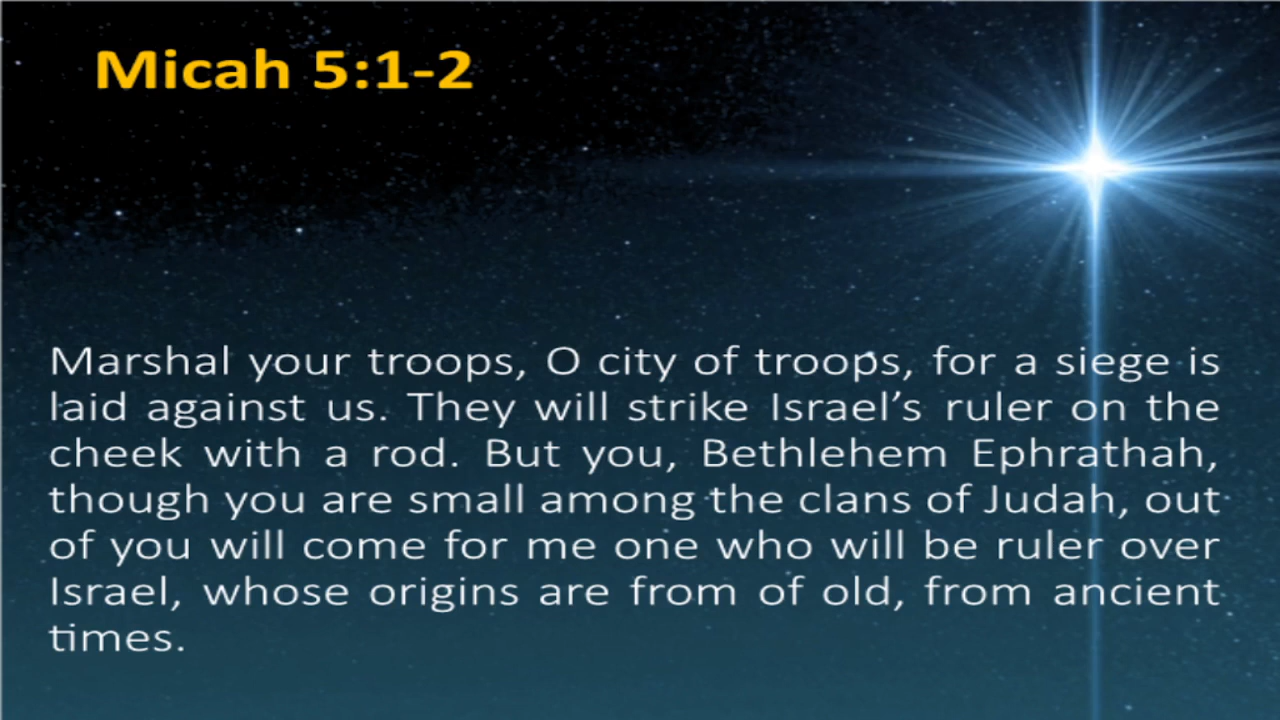 Micah 5:1-2
Marshal your troops, O city of troops, for a siege is
laid against us. They will strike Israel’s ruler on the
cheek with a rod. But you, Bethlehem Ephrathah,
though you are small among the clans of Judah, out
of you will come for me one who will be ruler over
Israel, whose origins are from of old, from ancient
times.